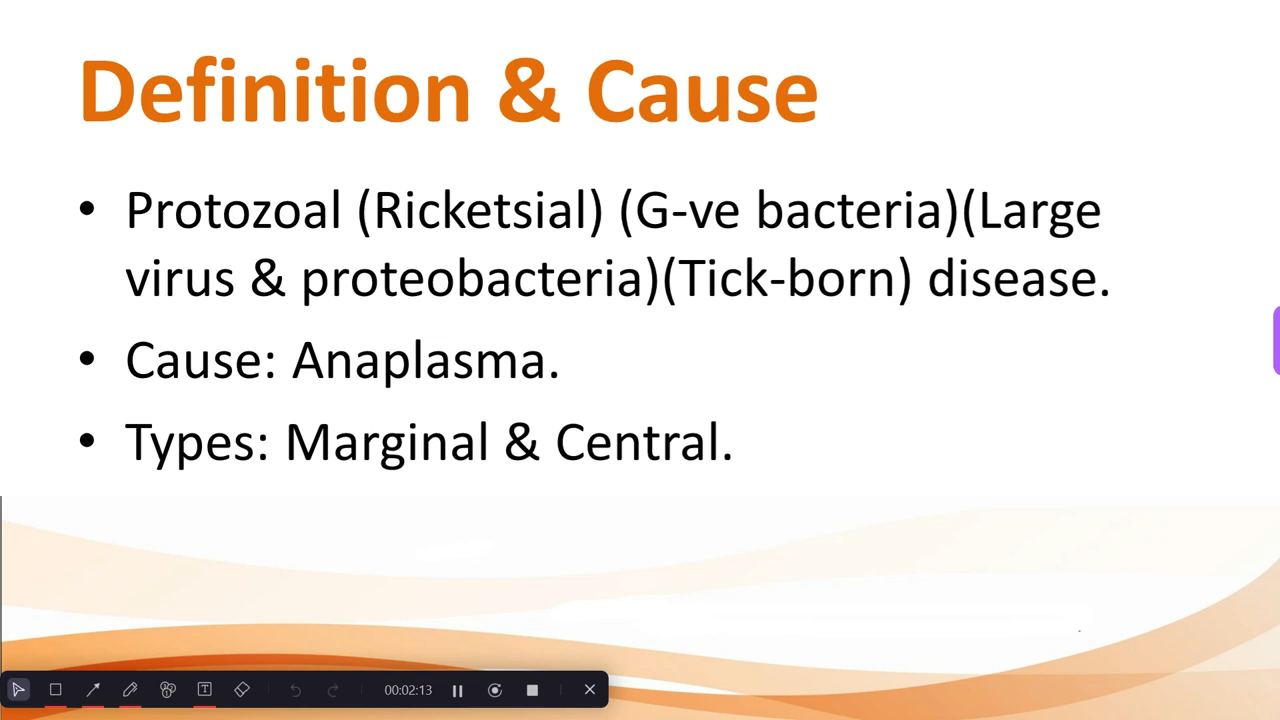 Definition & Cause
• Protozoal (Ricketsial) (G-ve bacteria)(Large
virus & proteobacteria)(Tick-born) disease.
• Cause: Anaplasma.
• Types: Marginal & Central.
00:02:13